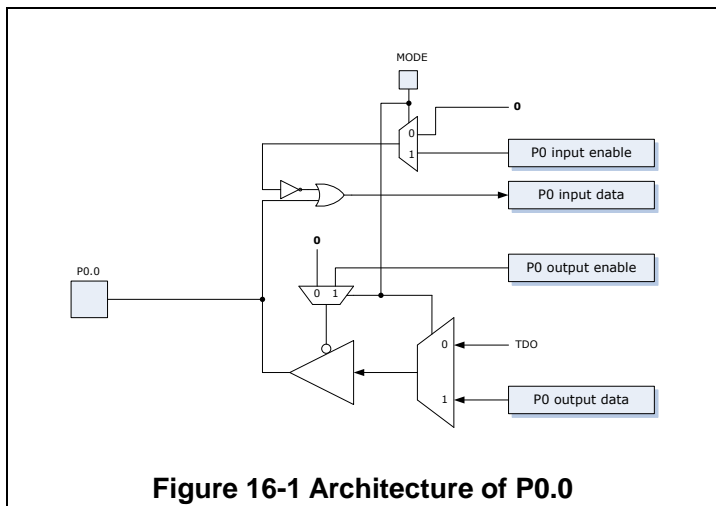 MODE
0
0
1
P0 input enable
P0 input data
0
P0.0
P0 output enable
0 1
0
TDO
1
P0 output data
Figure 16-1 Architecture of P0.0